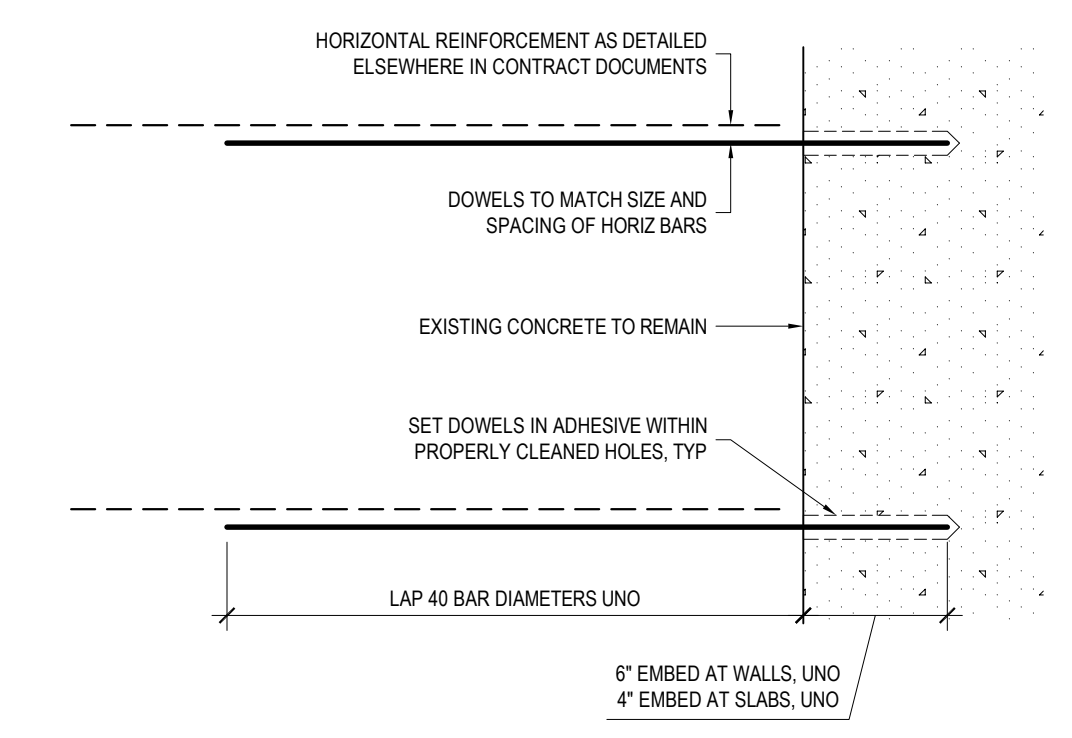 HORIZONTAL REINFORCEMENT AS DETAILED
ELSEWHERE IN CONTRACT DOCUMENTS
DOWELS TO MATCH SIZE AND
SPACING OF HORIZ BARS
EXISTING CONCRETE TO REMAIN
SET DOWELS IN ADHESIVE WITHIN
PROPERLY CLEANED HOLES, TYP
LAP 40 BAR DIAMETERS UNO
6" EMBED AT WALLS, UNO
4" EMBED AT SLABS, UNO